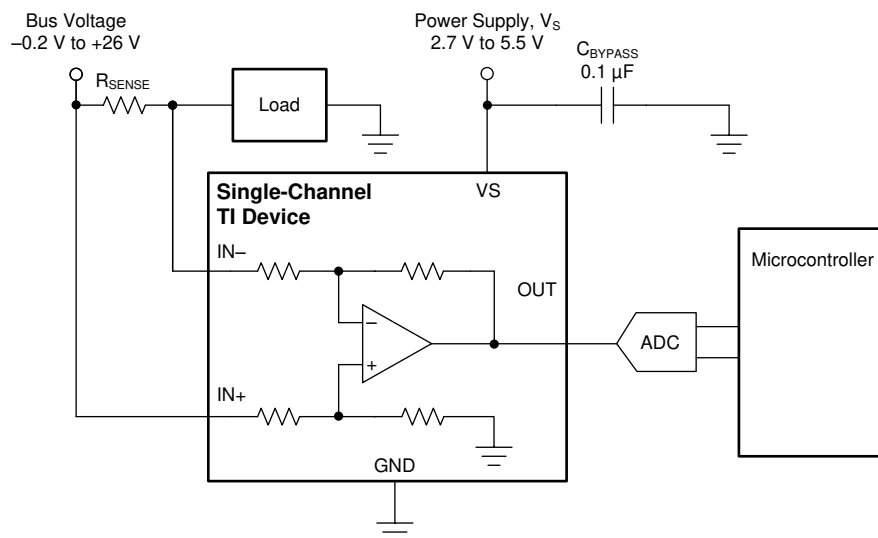 Bus Voltage
–0.2 V to +26 V
RSENSE
Load
Power Supply, VS
2.7 V to 5.5 V
CBYPASS
0.1 µF
Single-Channel
TI Device
VS
IN–
OUT
–
+
IN+
GND
ADC
Microcontroller